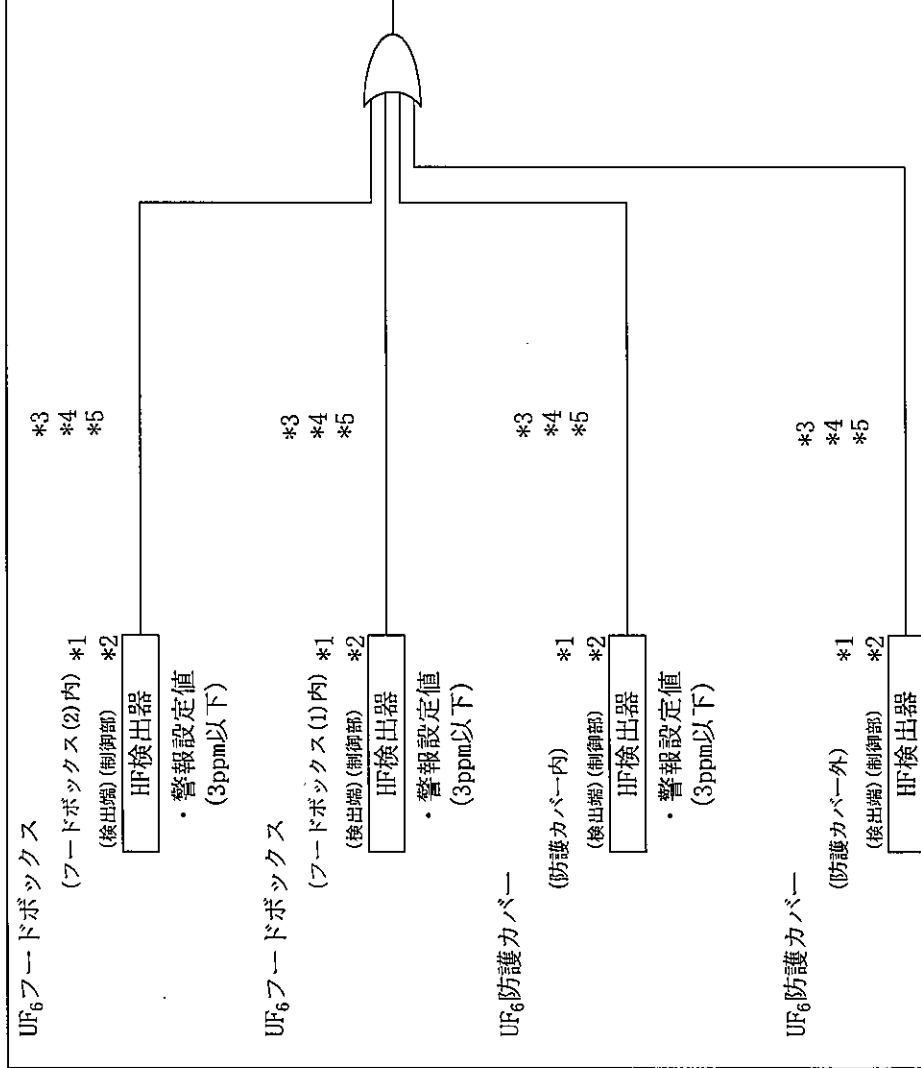 UF₆フードボックス
(フードボックス(2)内) *1
(検出端)(制御部) *2
HF検出器
・警報設定値
(3ppm以下)
*3
*4
*5
UF₆フードボックス
(フードボックス(1)内) *1
(検出端)(制御部) *2
HF検出器
・警報設定値
(3ppm以下)
*3
*4
*5
UF₆防護カバー
(防護カバー内) *1
(検出端)(制御部) *2
HF検出器
・警報設定値
(3ppm以下)
*3
*4
*5
UF₆防護カバー
(防護カバー外) *1
(検出端)(制御部) *2
HF検出器
*3
*4
*5